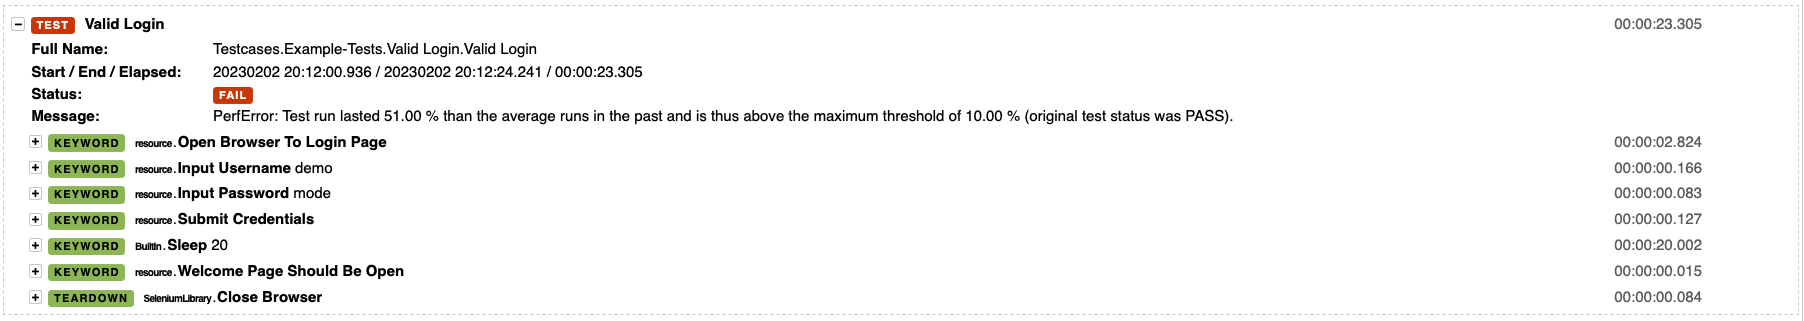 TEST Valid Login 00:00:23.305
Full Name: Testcases.Example-Tests.Valid Login.Valid Login
Start / End / Elapsed: 20230202 20:12:00.936 / 20230202 20:12:24.241 / 00:00:23.305
Status: FAIL
Message: PerfError: Test run lasted 51.00 % than the average runs in the past and is thus above the maximum threshold of 10.00 % (original test status was PASS).
KEYWORD resource.Open Browser To Login Page 00:00:02.824
KEYWORD resource.Input Username demo 00:00:00.166
KEYWORD resource.Input Password mode 00:00:00.083
KEYWORD resource.Submit Credentials 00:00:00.127
KEYWORD BuiltIn.Sleep 20 00:00:20.002
KEYWORD resource.Welcome Page Should Be Open 00:00:00.015
TEARDOWN SeleniumLibrary.Close Browser 00:00:00.084